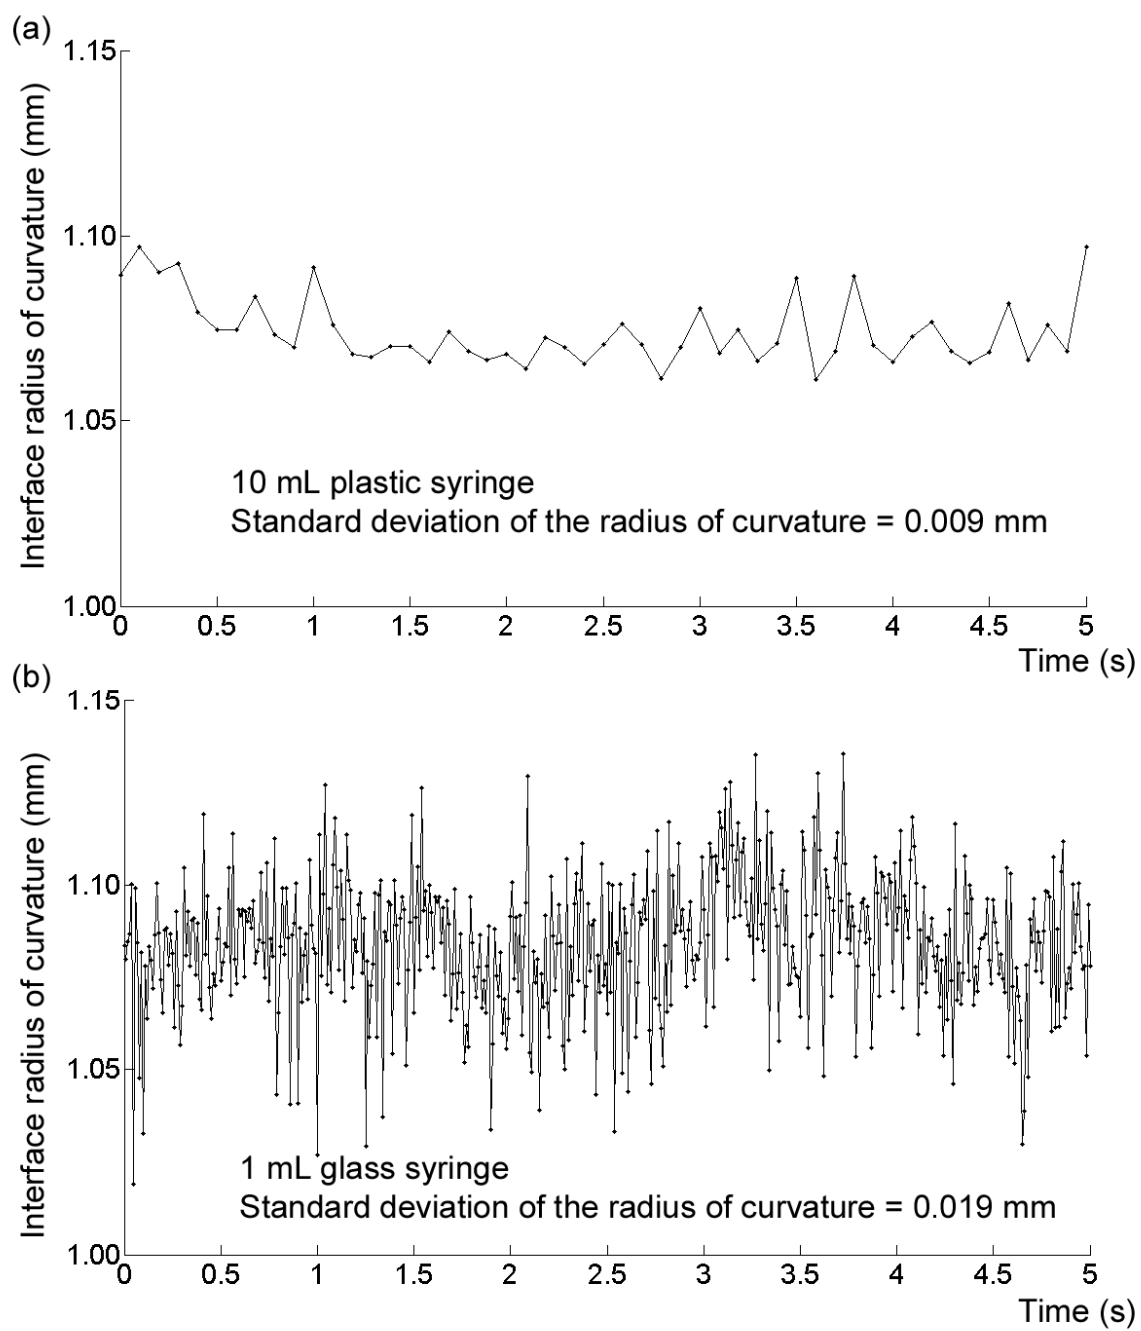 (a)
Interface radius of curvature (mm)
1.15
1.10
1.05
1.00
10 mL plastic syringe
Standard deviation of the radius of curvature = 0.009 mm
0 0.5 1 1.5 2 2.5 3 3.5 4 4.5 5
Time (s)
(b)
Interface radius of curvature (mm)
1.15
1.10
1.05
1.00
1 mL glass syringe
Standard deviation of the radius of curvature = 0.019 mm
0 0.5 1 1.5 2 2.5 3 3.5 4 4.5 5
Time (s)